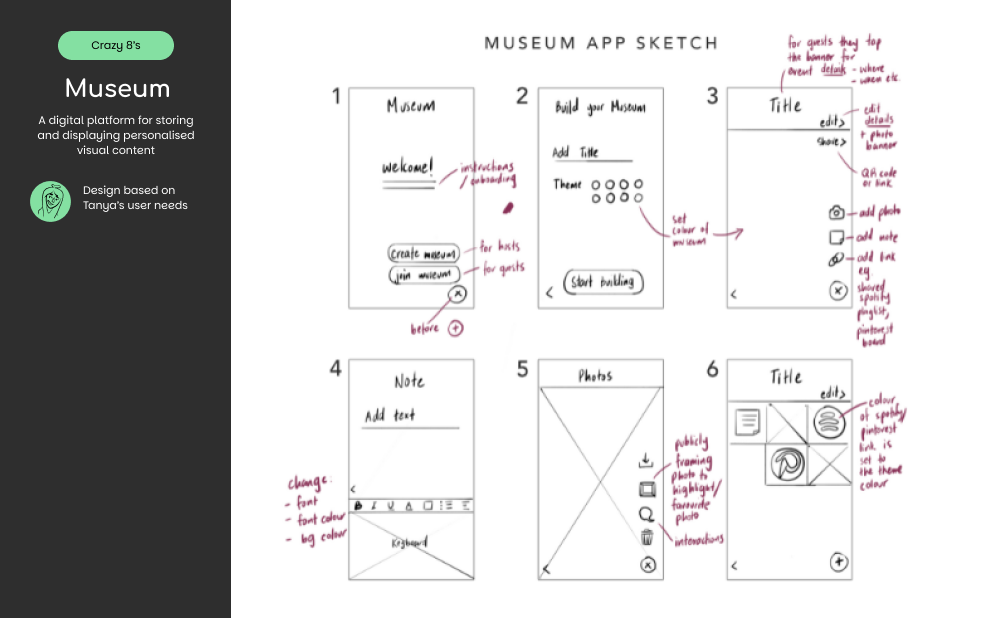 Crazy 8's
Museum
A digital platform for storing
and displaying personalised
visual content
Design based on
Tanya's user needs
MUSEUM APP SKETCH
1
Museum
welcome!
instructions
/ onboarding
create museum
for hosts
join museum
for guests
before
2
Build your Museum
Add Title
Theme
set
colour of
museum
Start building
<
3
for guests they tap
the banner for
event details - where
- when etc.
Title
edit>
edit
details
+ photo
banner
share>
QR code
or link
add photo
add note
add link
eg
shared
spotify
playlist,
pinterest
board
<
4
Note
Add text
<
change:
- font
- font colour
- bg colour
B I U A
Keyboard
5
Photos
publicly
framing
photo to
highlight/
favourite
photo
interactions
<
6
Title
edit>
colour
of spotify/
pinterest
link is
set to
the theme
colour
<